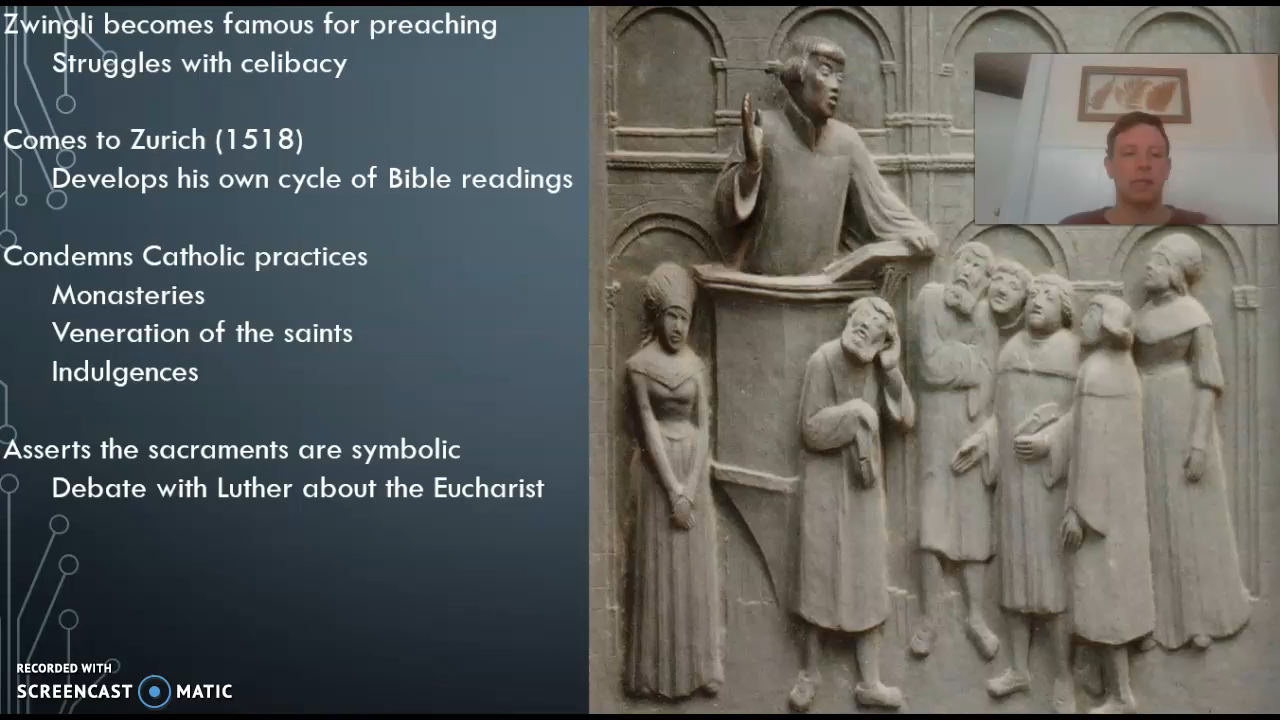 Zwingli becomes famous for preaching
Struggles with celibacy
Comes to Zurich (1518)
Develops his own cycle of Bible readings
Condemns Catholic practices
Monasteries
Veneration of the saints
Indulgences
Asserts the sacraments are symbolic
Debate with Luther about the Eucharist
RECORDED WITH
SCREENCAST MATIC